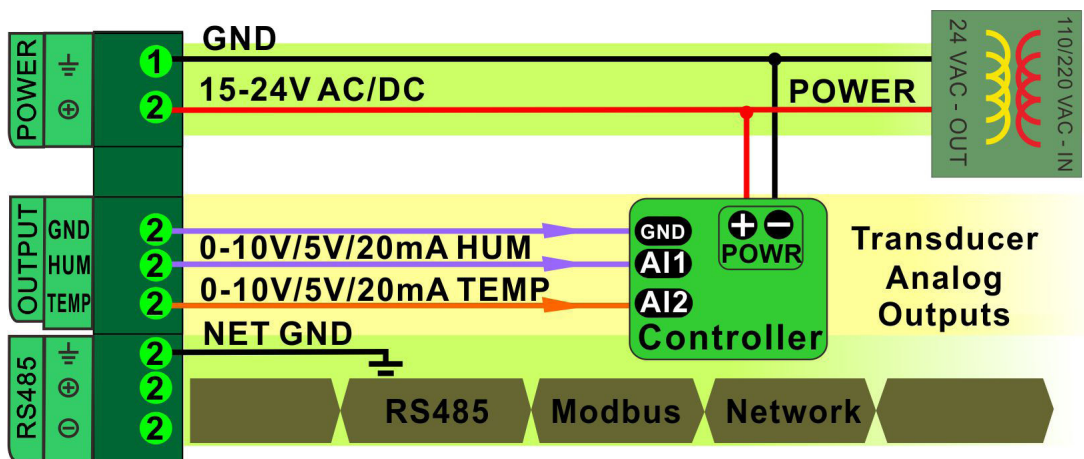 POWER
1
2
GND
15-24V AC/DC
POWER
24 VAC - OUT
110/220 VAC - IN
OUTPUT
GND
HUM
TEMP
2
2
2
0-10V/5V/20mA HUM
0-10V/5V/20mA TEMP
GND
AI1
AI2
POWR
Controller
Transducer
Analog
Outputs
RS485
2
2
2
NET GND
RS485 Modbus Network